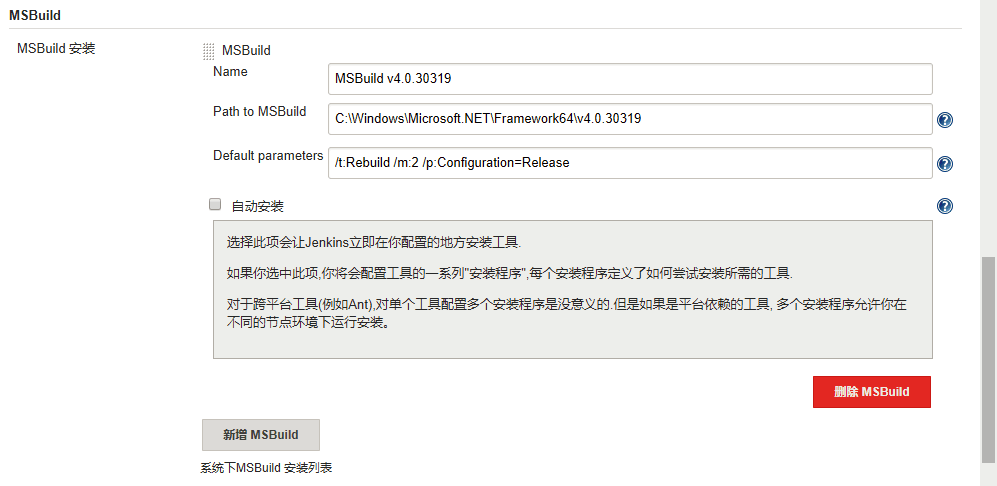 MSBuild
MSBuild 安装
MSBuild
Name
MSBuild v4.0.30319
Path to MSBuild
C:\Windows\Microsoft.NET\Framework64\v4.0.30319
Default parameters
/t:Rebuild /m:2 /p:Configuration=Release
自动安装
选择此项会让Jenkins立即在你配置的地方安装工具.
如果你选中此项,你将会配置工具的一系列"安装程序",每个安装程序定义了如何尝试安装所需的工具.
对于跨平台工具(例如Ant),对单个工具配置多个安装程序是没意义的.但是如果是平台依赖的工具, 多个安装程序允许你在
不同的节点环境下运行安装。
删除 MSBuild
新增 MSBuild
系统下MSBuild 安装列表